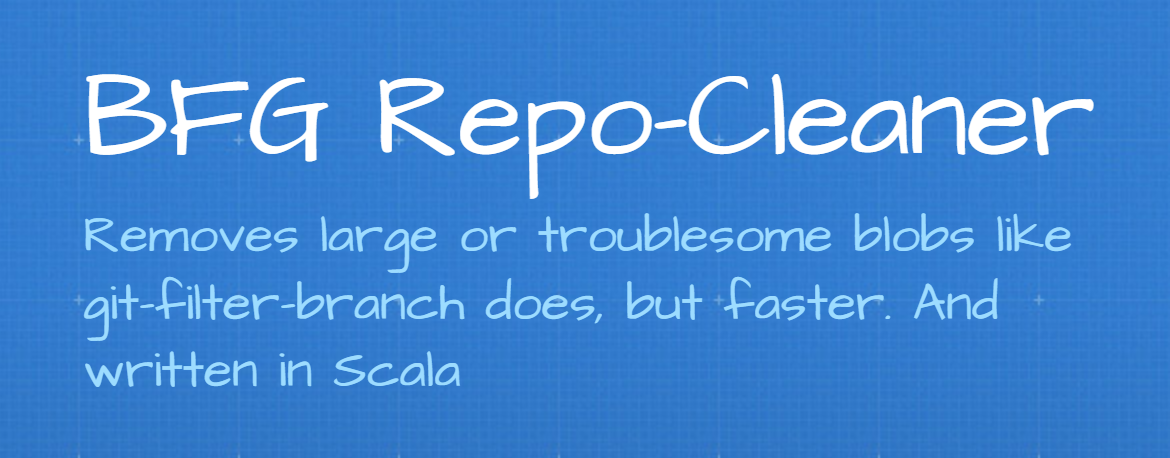 BFG Repo-Cleaner
Removes large or troublesome blobs like
git-filter-branch does, but faster. And
written in Scala